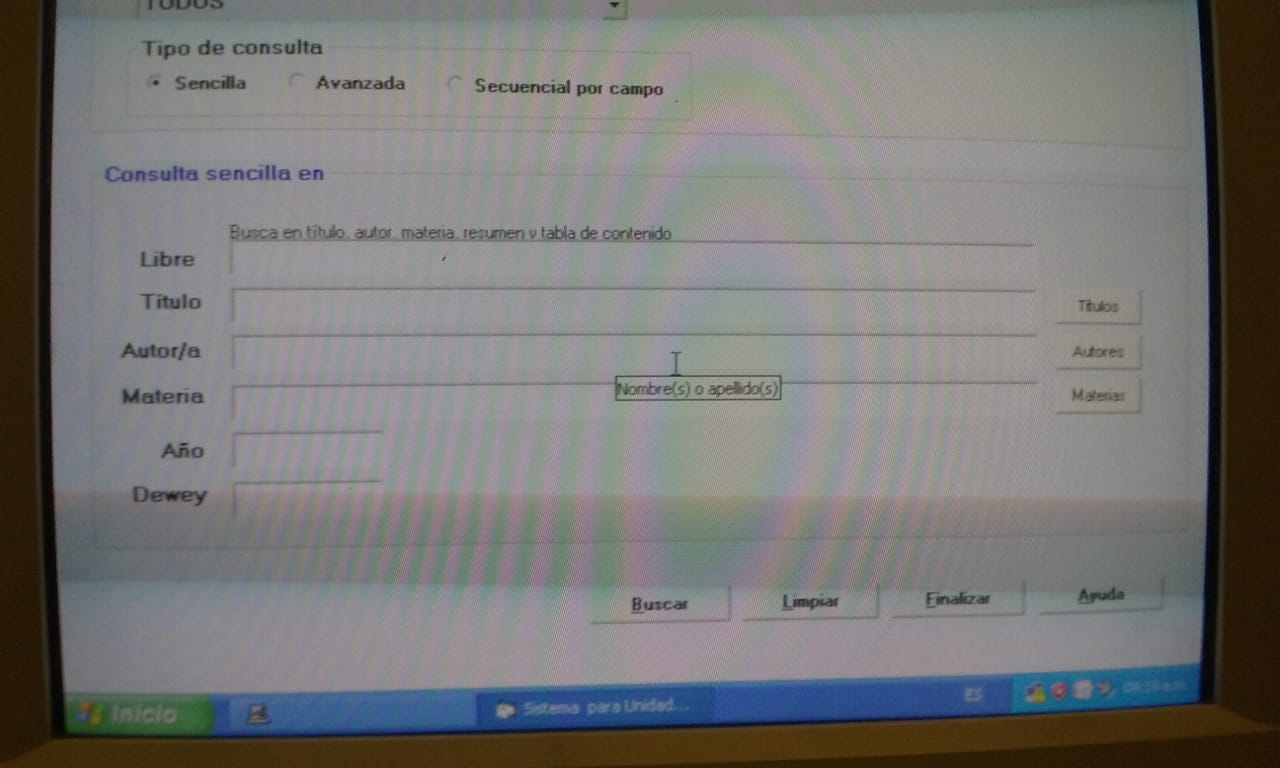 TODOS
Tipo de consulta
Sencilla Avanzada Secuencial por campo
Consulta sencilla en
Busca en título, autor, materia, resumen y tabla de contenido
Libre
Título Títulos
Autor/a Autores
Nombre(s) o apellido(s)
Materia Materias
Año
Dewey
Buscar Limpiar Finalizar Ayuda
Inicio Sistema para Unidad... ES